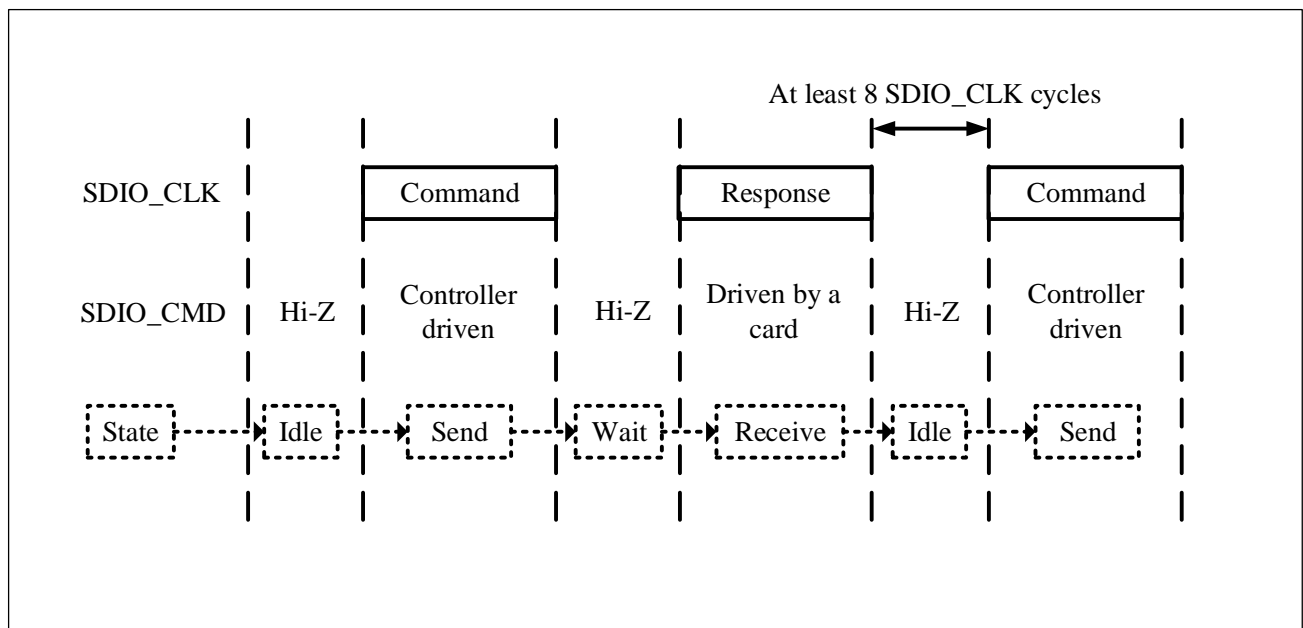 At least 8 SDIO_CLK cycles
SDIO_CLK Command Response Command
SDIO_CMD Hi-Z Controller driven Hi-Z Driven by a card Hi-Z Controller driven
State Idle Send Wait Receive Idle Send